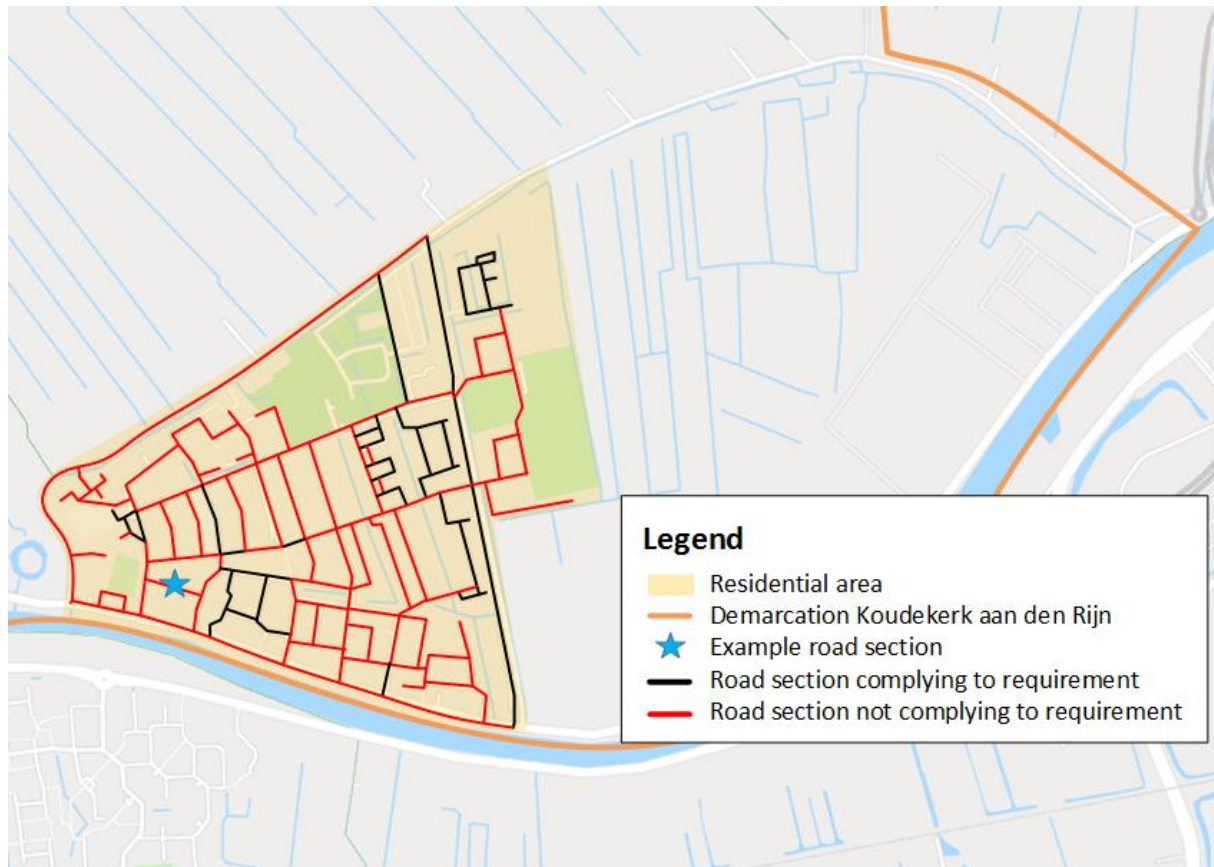 Legend
Residential area
Demarcation Koudekerk aan den Rijn
Example road section
Road section complying to requirement
Road section not complying to requirement